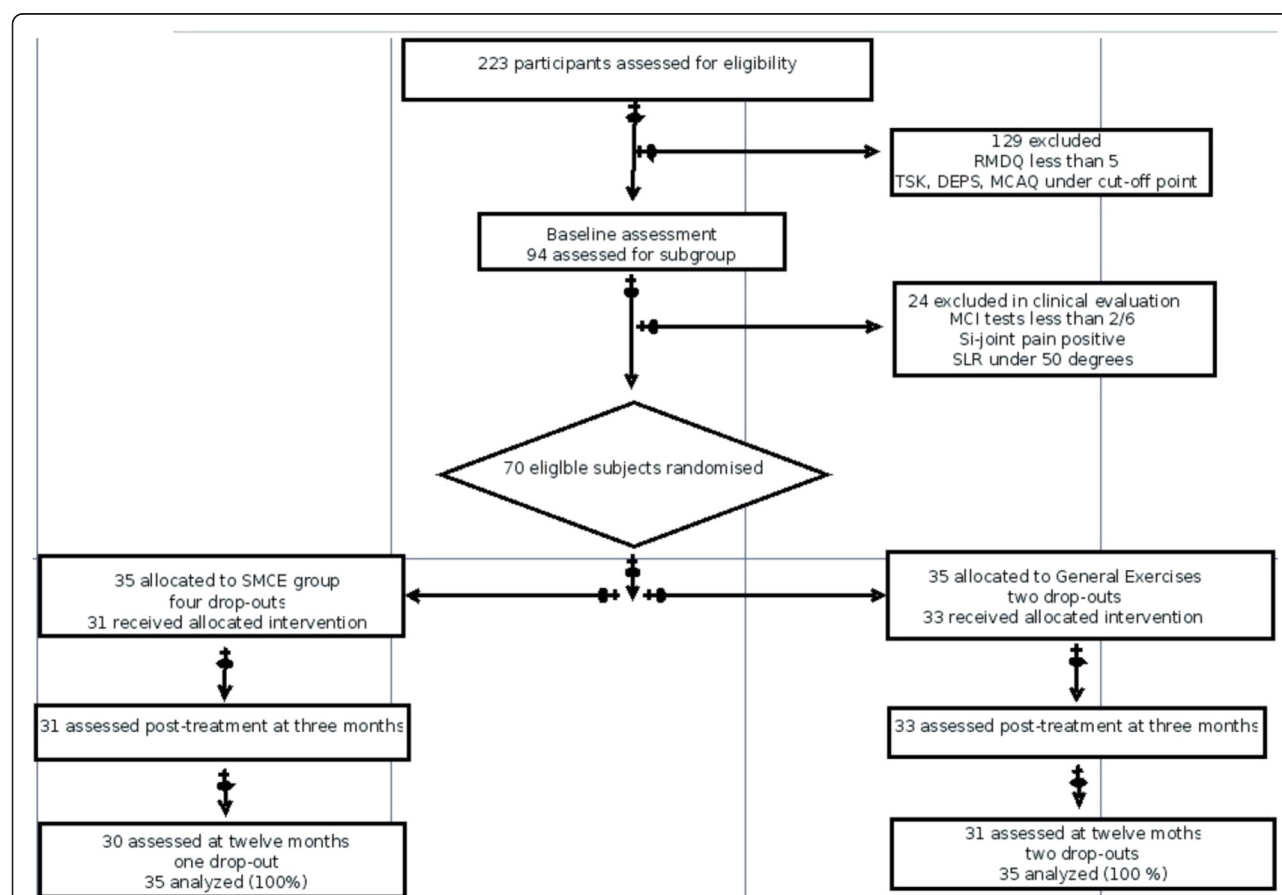 223 participants assessed for eligibility
129 excluded
RMDQ less than 5
TSK, DEPS, MCAQ under cut-off point
Baseline assessment
94 assessed for subgroup
24 excluded in clinical evaluation
MCI tests less than 2/6
Si-joint pain positive
SLR under 50 degrees
70 eliglble subjects randomised
35 allocated to SMCE group
four drop-outs
31 received allocated intervention
35 allocated to General Exercises
two drop-outs
33 received allocated intervention
31 assessed post-treatment at three months
33 assessed post-treatment at three months
30 assessed at twelve months
one drop-out
35 analyzed (100%)
31 assessed at twelve moths
two drop-outs
35 analyzed (100 %)